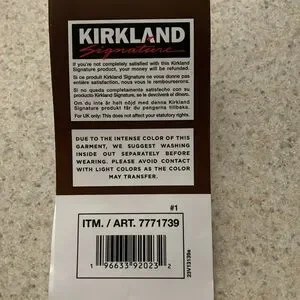 KIRKLAND
Signature
If you're not completely satisfied with this Kirkland
Signature product, your money will be refunded.
Si ce produit Kirkland Signature ne vous donne pas
entière satisfaction, nous vous le rembourserons.
Si no queda completamente satisfecho con su
producto Kirkland Signature, se le devolverá el dinero.
Om du inte är helt nöjd med denna Kirkland
Signature produkt får du pengarna tillbaka.
For UK only: This does not affect your statutory rights.
DUE TO THE INTENSE COLOR OF THIS
GARMENT, WE SUGGEST WASHING
INSIDE OUT SEPARATELY BEFORE
WEARING. PLEASE AVOID CONTACT
WITH LIGHT COLORS AS THE COLOR
MAY TRANSFER.
#1
ITM. / ART. 7771739
1 96633 92023 2